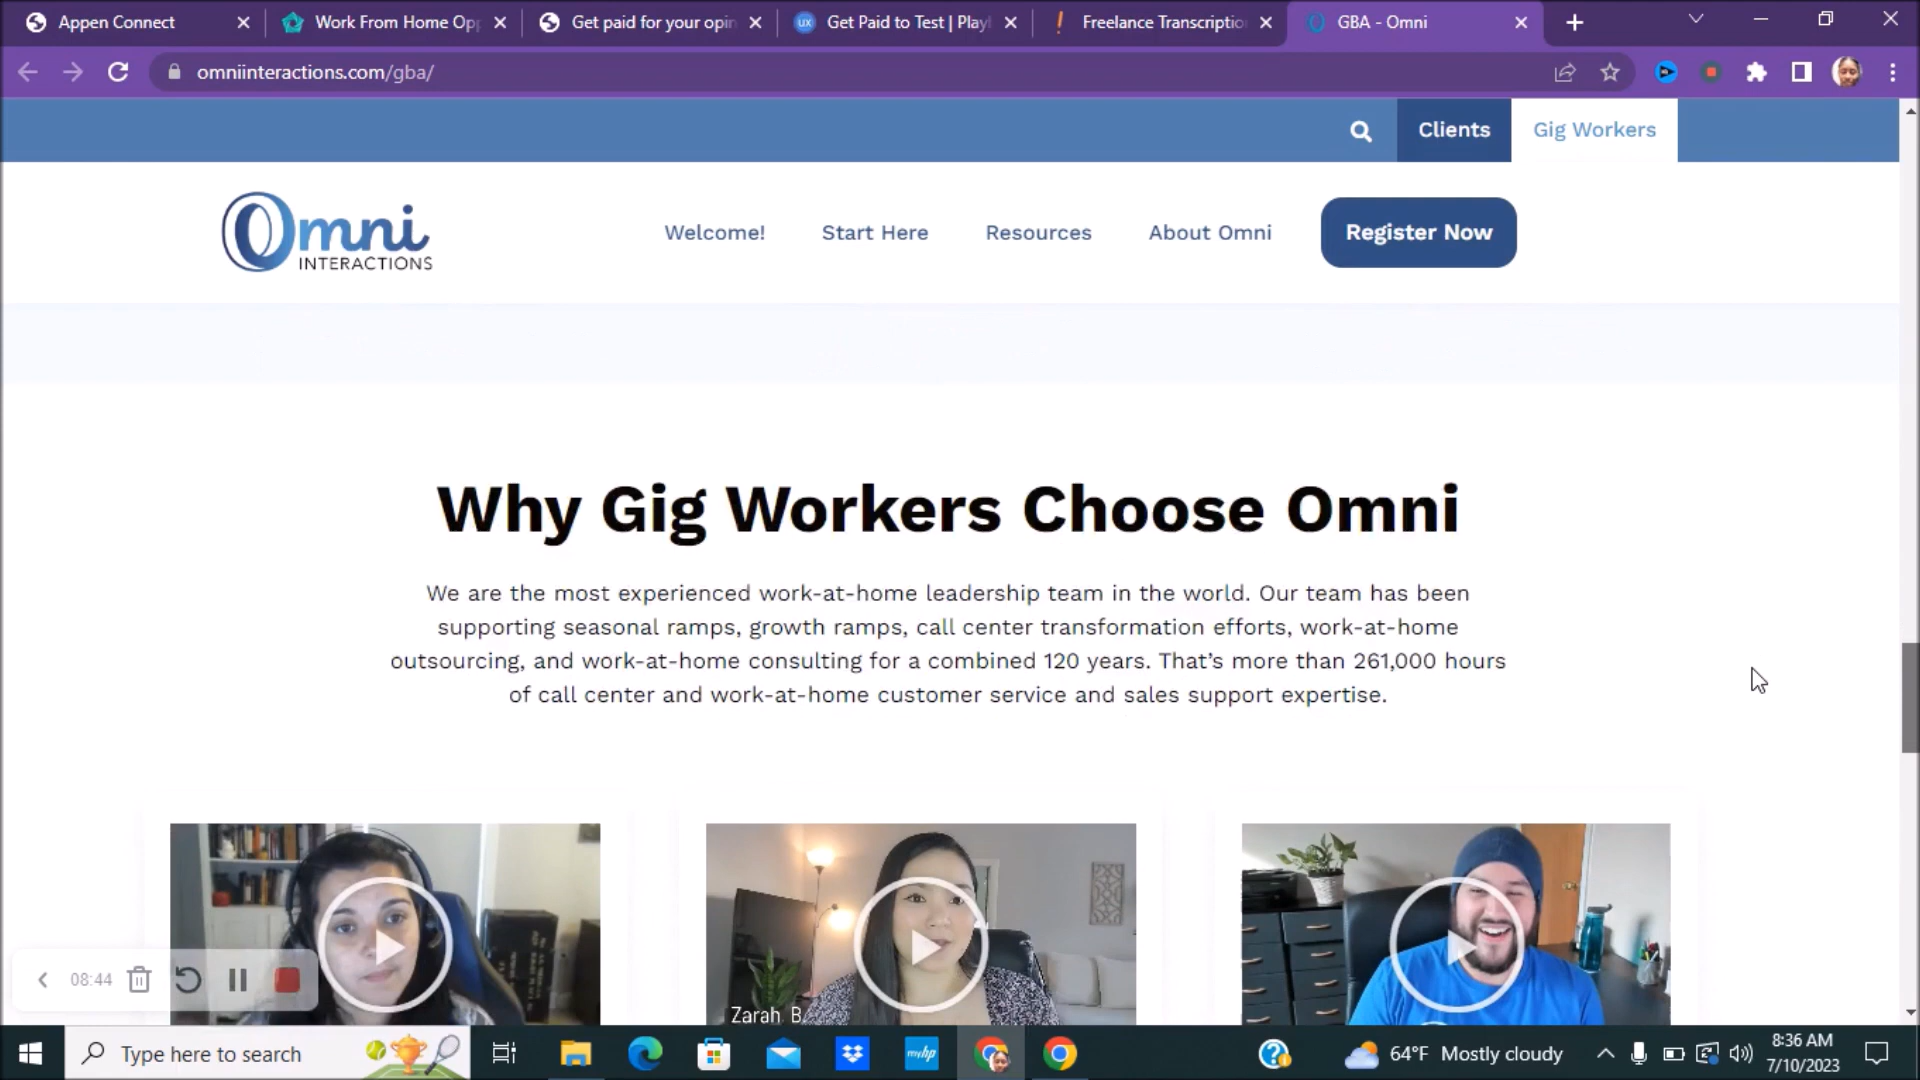 Appen Connect
Work From Home Opp
Get paid for your opin
UX
Get Paid to Test | Playl
Freelance Transcriptio
GBA - Omni
omniinteractions.com/gba/
Clients
Gig Workers
Omni
INTERACTIONS
Welcome!
Start Here
Resources
About Omni
Register Now
Why Gig Workers Choose Omni
We are the most experienced work-at-home leadership team in the world. Our team has been
supporting seasonal ramps, growth ramps, call center transformation efforts, work-at-home
outsourcing, and work-at-home consulting for a combined 120 years. That’s more than 261,000 hours
of call center and work-at-home customer service and sales support expertise.
08:44
Zarah B.
Type here to search
myhp
64°F Mostly cloudy
8:36 AM
7/10/2023